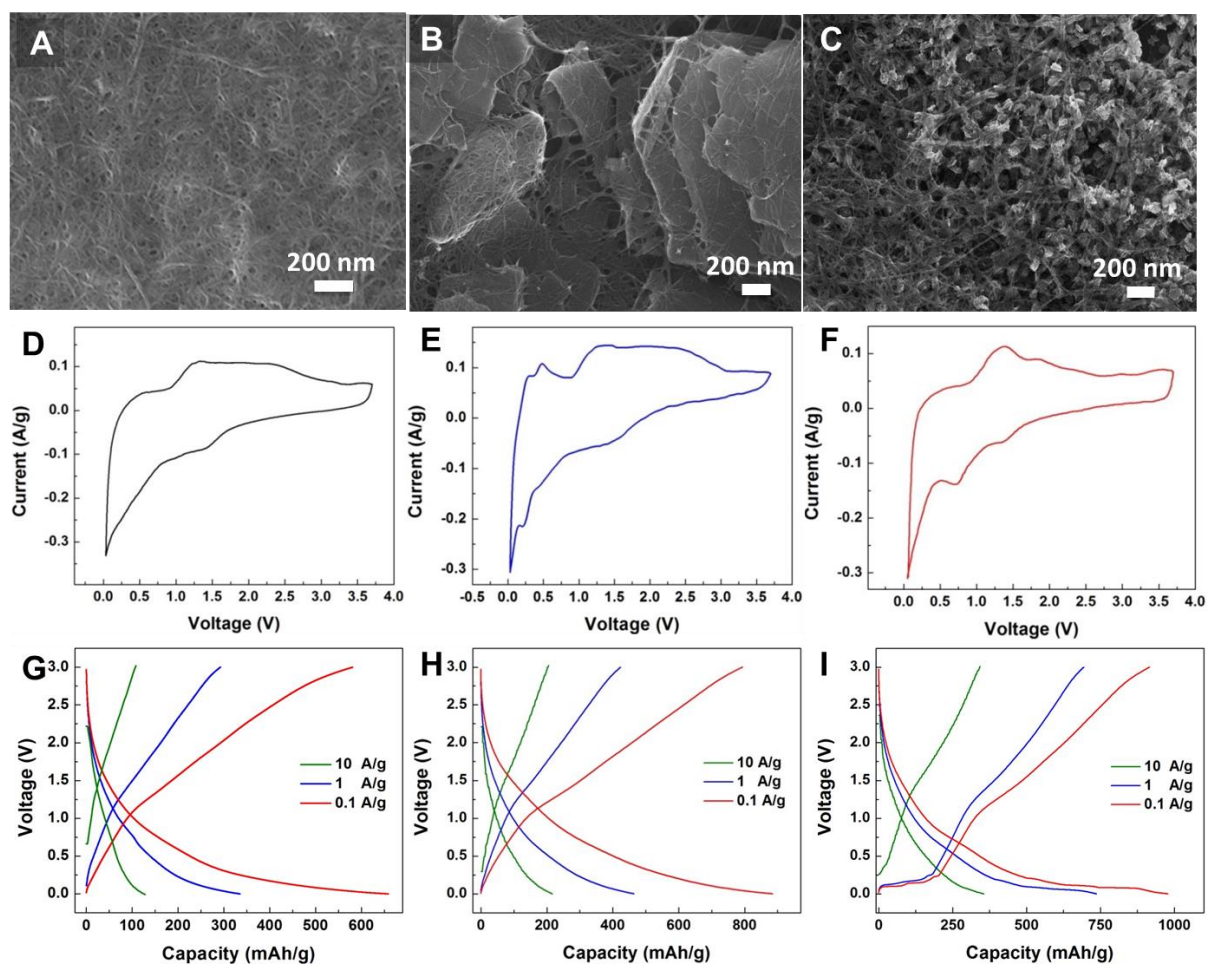 A
200 nm
B
200 nm
C
200 nm
D
Current (A/g)
0.1
0.0
-0.1
-0.2
-0.3
0.0 0.5 1.0 1.5 2.0 2.5 3.0 3.5 4.0
Voltage (V)
E
Current (A/g)
0.1
0.0
-0.1
-0.2
-0.3
-0.5 0.0 0.5 1.0 1.5 2.0 2.5 3.0 3.5 4.0
Voltage (V)
F
Current (A/g)
0.1
0.0
-0.1
-0.2
-0.3
0.0 0.5 1.0 1.5 2.0 2.5 3.0 3.5 4.0
Voltage (V)
G
Voltage (V)
3.0
2.5
2.0
1.5
1.0
0.5
0.0
10 A/g
1 A/g
0.1 A/g
0 100 200 300 400 500 600
Capacity (mAh/g)
H
Voltage (V)
3.0
2.5
2.0
1.5
1.0
0.5
0.0
10 A/g
1 A/g
0.1 A/g
0 200 400 600 800
Capacity (mAh/g)
I
Voltage (V)
3.0
2.5
2.0
1.5
1.0
0.5
0.0
10 A/g
1 A/g
0.1 A/g
0 250 500 750 1000
Capacity (mAh/g)